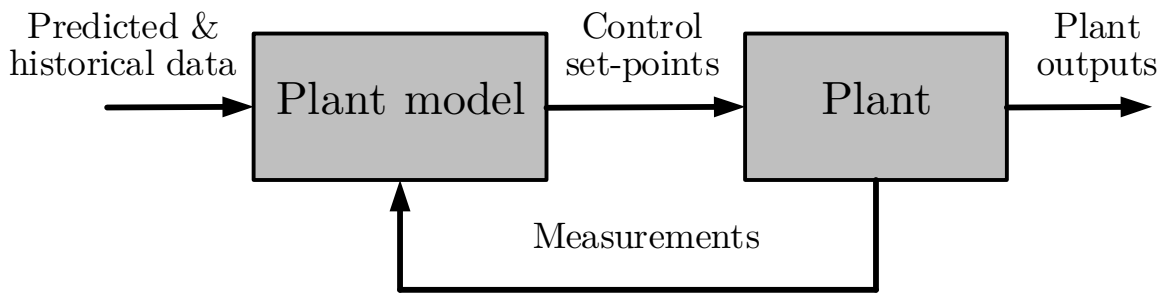 Predicted &
historical data
Plant model
Control
set-points
Plant
Plant
outputs
Measurements